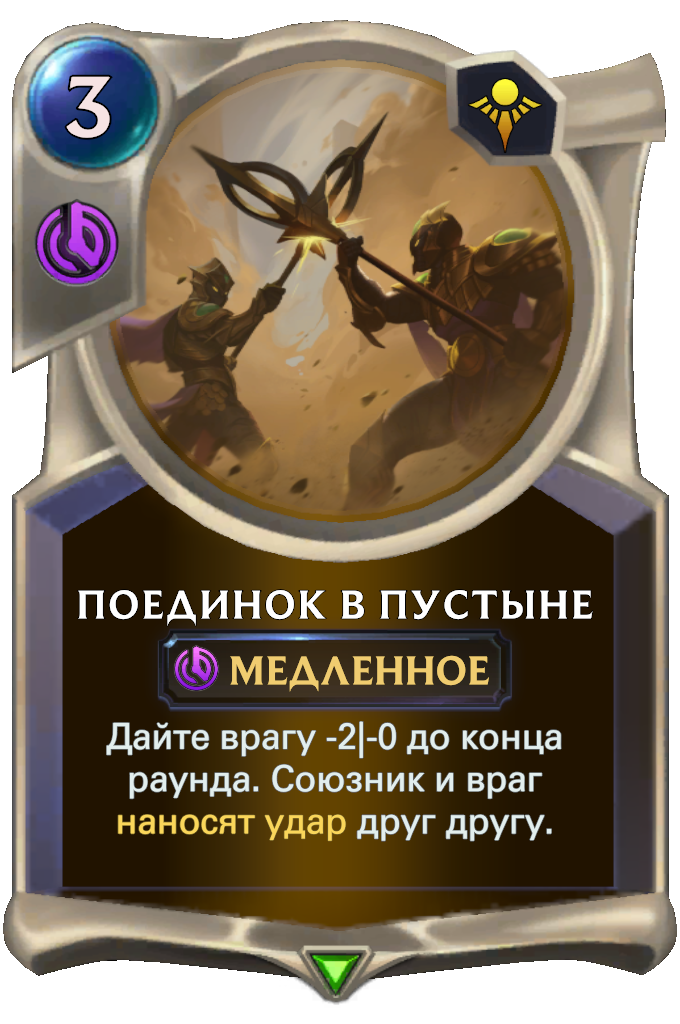 3
ПОЕДИНОК В ПУСТЫНЕ
МЕДЛЕННОЕ
Дайте врагу -2|-0 до конца
раунда. Союзник и враг
наносят удар друг другу.